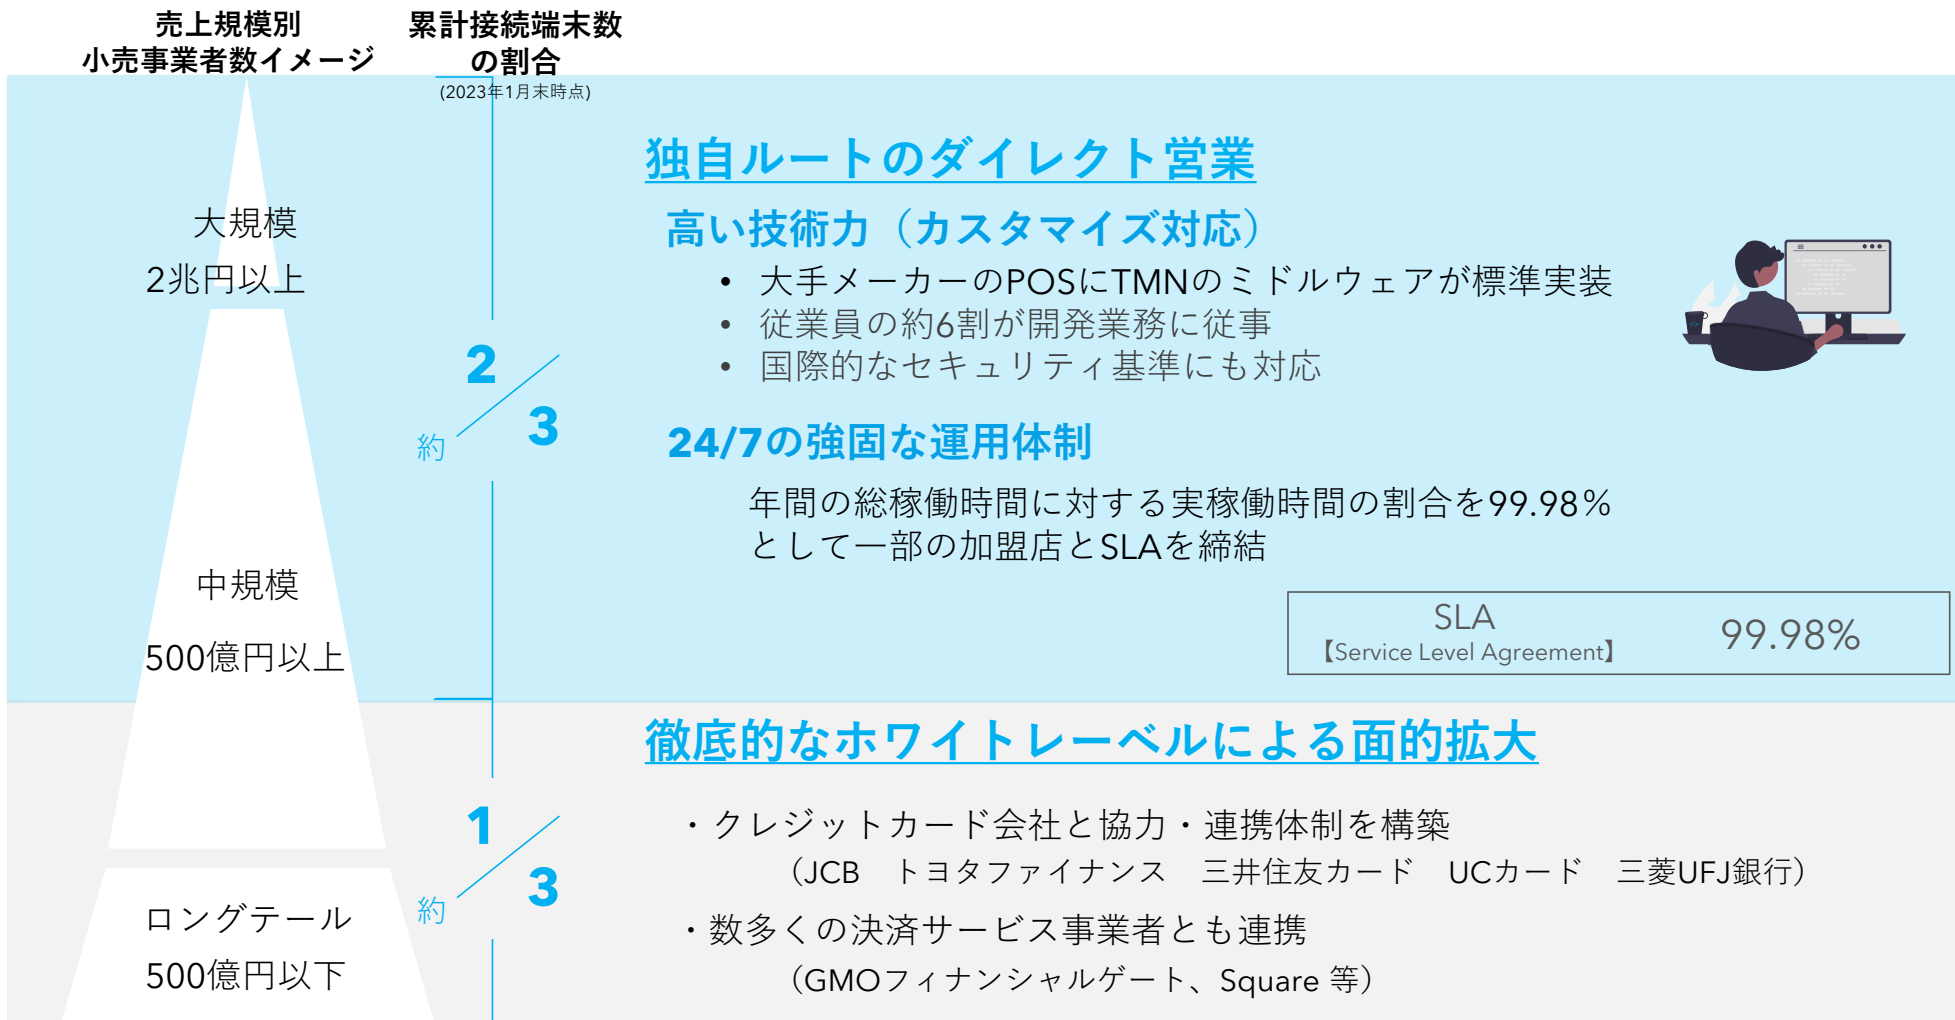 売上規模別
小売事業者数イメージ
累計接続端末数
の割合
(2023年1月末時点)
大規模
2兆円以上
中規模
500億円以上
ロングテール
500億円以下
約 2/3
約 1/3
独自ルートのダイレクト営業
高い技術力（カスタマイズ対応）
• 大手メーカーのPOSにTMNのミドルウェアが標準実装
• 従業員の約6割が開発業務に従事
• 国際的なセキュリティ基準にも対応
24/7の強固な運用体制
年間の総稼働時間に対する実稼働時間の割合を99.98％
として一部の加盟店とSLAを締結
SLA
【Service Level Agreement】
99.98%
徹底的なホワイトレーベルによる面的拡大
・クレジットカード会社と協力・連携体制を構築
（JCB　トヨタファイナンス　三井住友カード　UCカード　三菱UFJ銀行）
・数多くの決済サービス事業者とも連携
（GMOフィナンシャルゲート、Square 等）